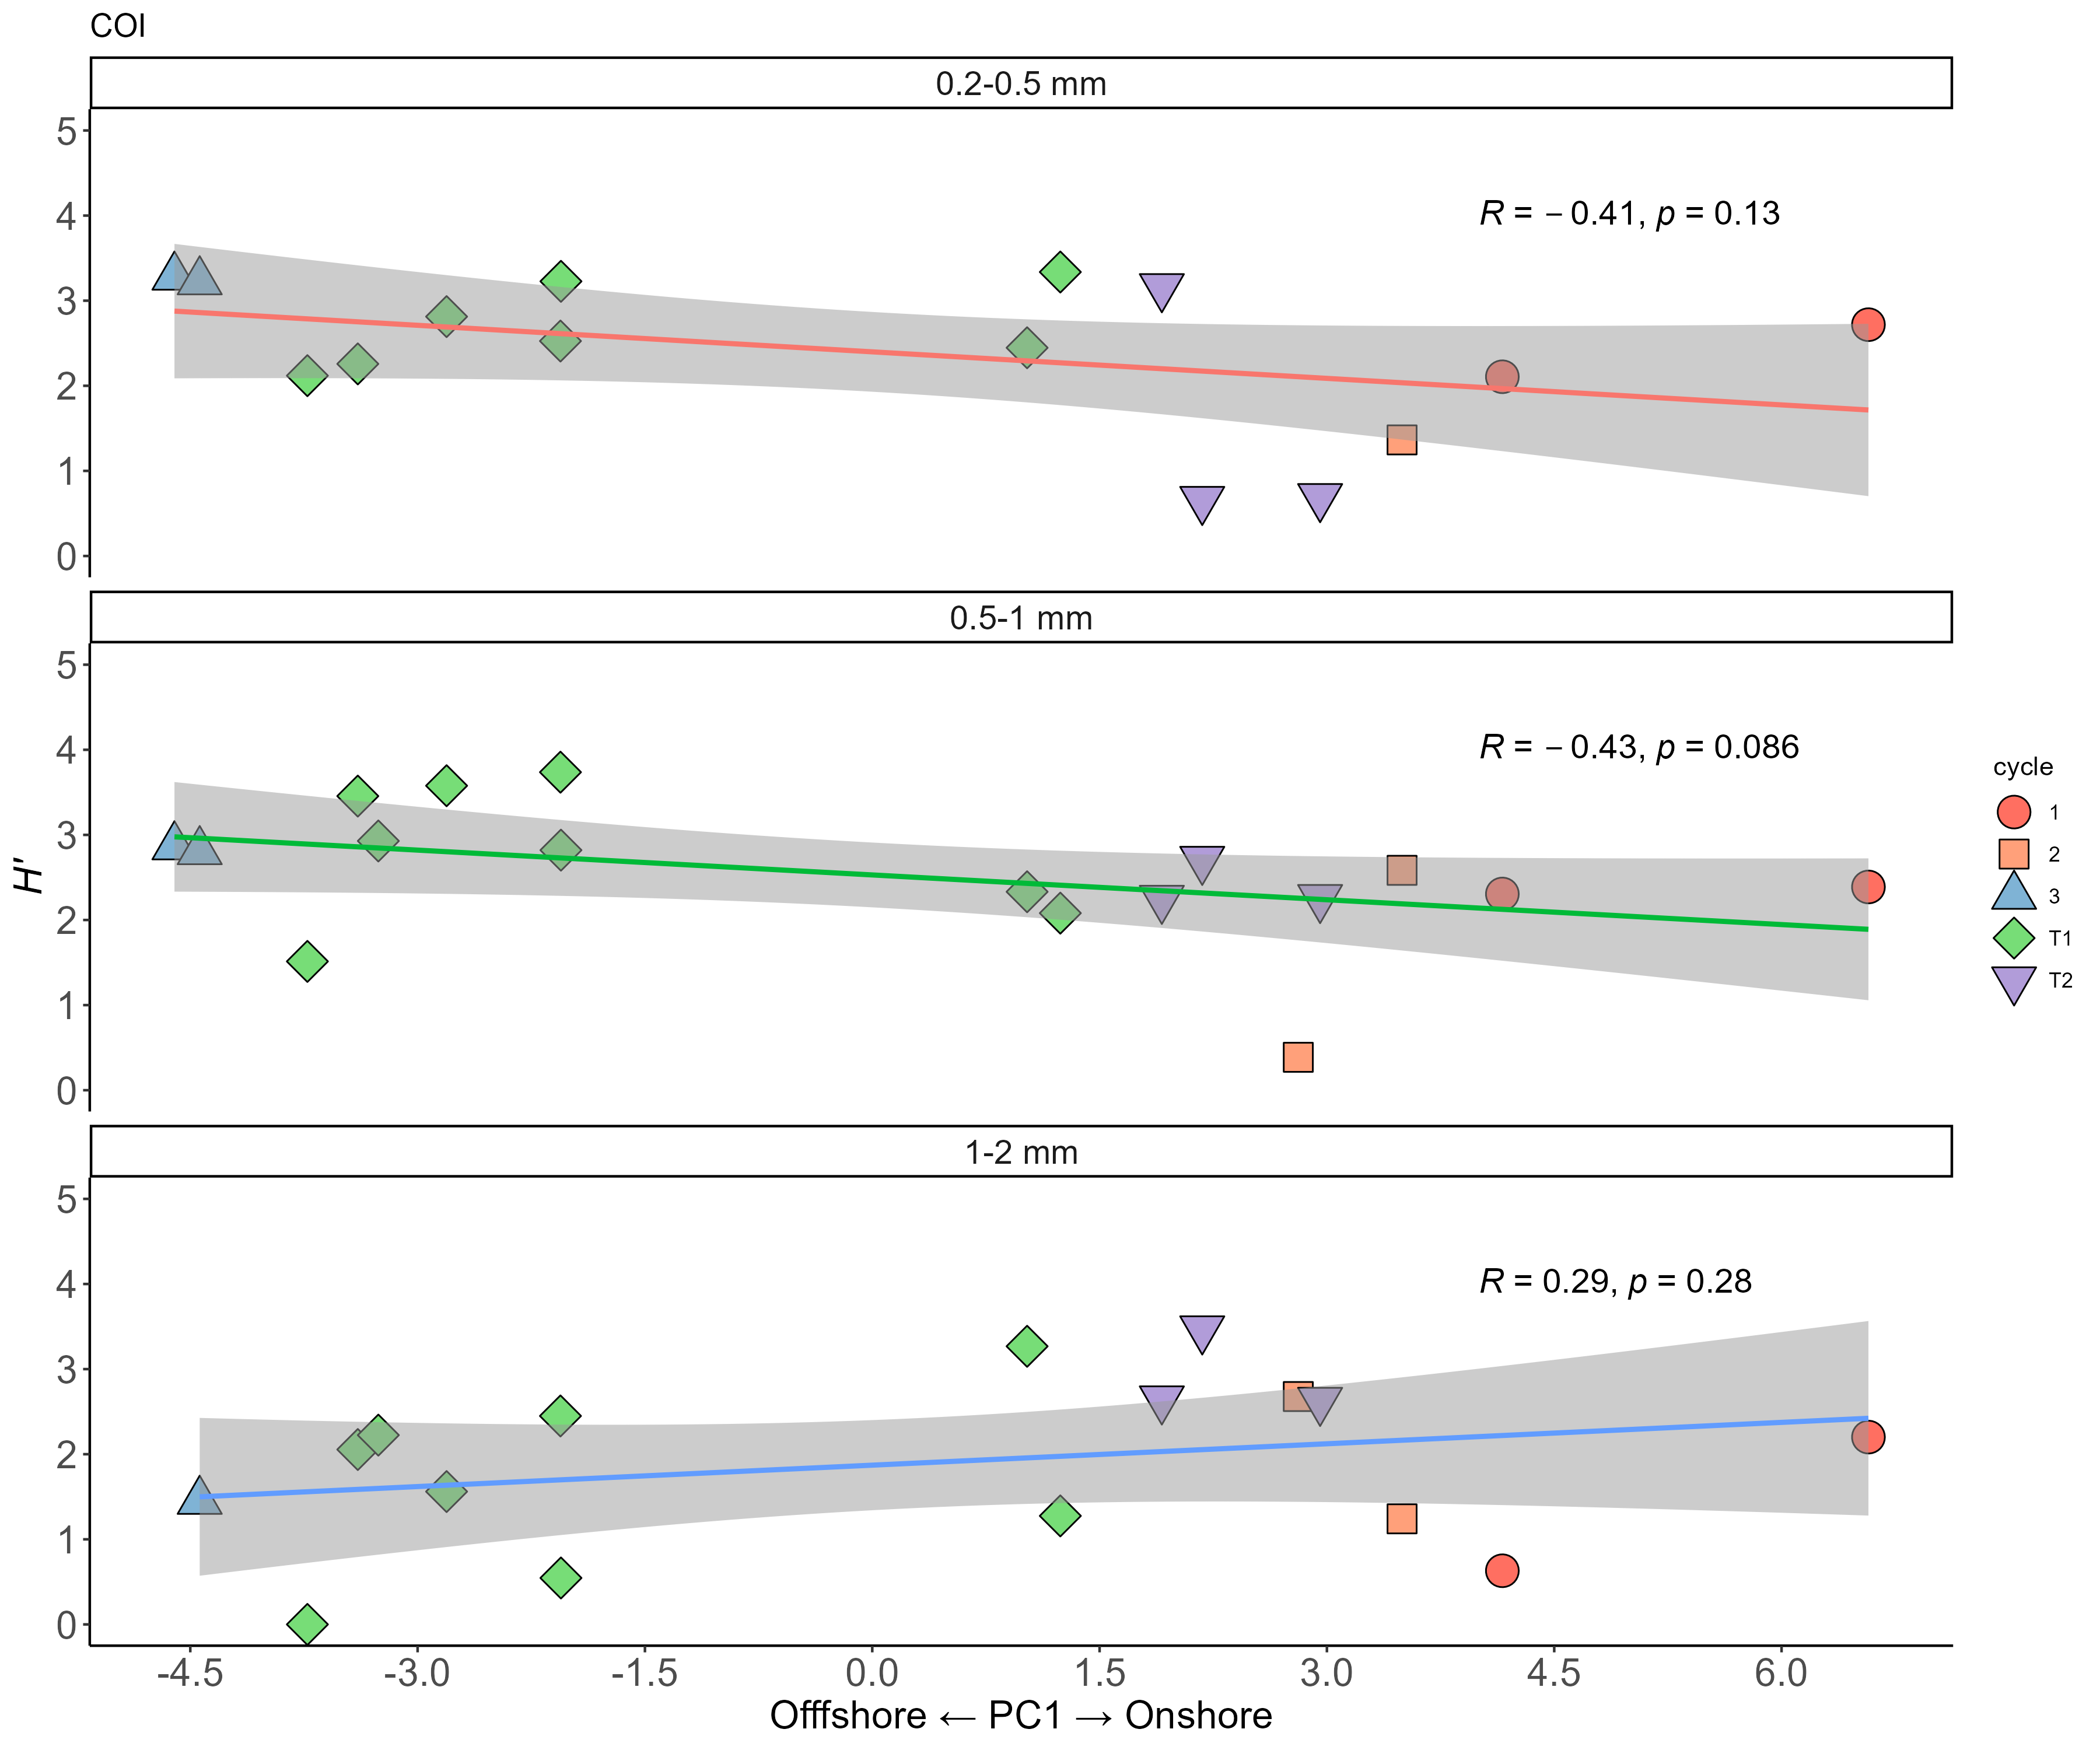 COI
0.2-0.5 mm
5
4
R = − 0.41, p = 0.13
3
2
1
0
0.5-1 mm
5
4
R = − 0.43, p = 0.086
3
2
1
0
H'
cycle
1
2
3
T1
T2
1-2 mm
5
4
R = 0.29, p = 0.28
3
2
1
0
-4.5 -3.0 -1.5 0.0 1.5 3.0 4.5 6.0
Offfshore ← PC1 → Onshore